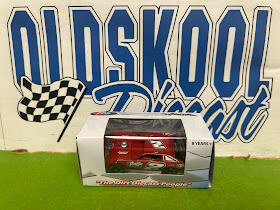 OLDSKOOL
Diecast
8 YEARS+
"The Dirt Diecast People"